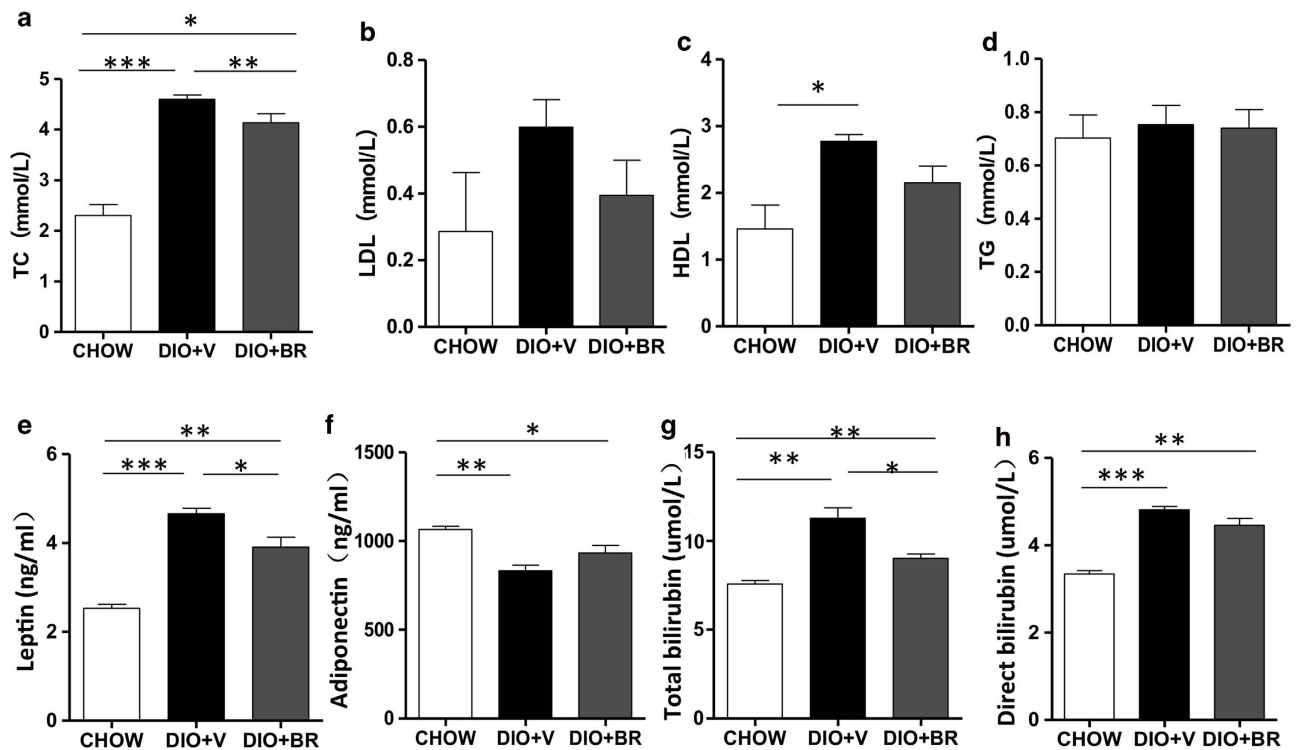 a
*
***
**
TC (mmol/L)
5
4
3
2
1
0
CHOW DIO+V DIO+BR
b
LDL (mmol/L)
0.8
0.6
0.4
0.2
0.0
CHOW DIO+V DIO+BR
c
*
HDL (mmol/L)
4
3
2
1
0
CHOW DIO+V DIO+BR
d
TG (mmol/L)
1.0
0.8
0.6
0.4
0.2
0.0
CHOW DIO+V DIO+BR
e
**
***
*
Leptin (ng/ml)
6
4
2
0
CHOW DIO+V DIO+BR
f
*
**
Adiponectin (ng/ml)
1500
1000
500
0
CHOW DIO+V DIO+BR
g
**
**
*
Total bilirubin (umol/L)
15
10
5
0
CHOW DIO+V DIO+BR
h
**
***
Direct bilirubin (umol/L)
6
4
2
0
CHOW DIO+V DIO+BR